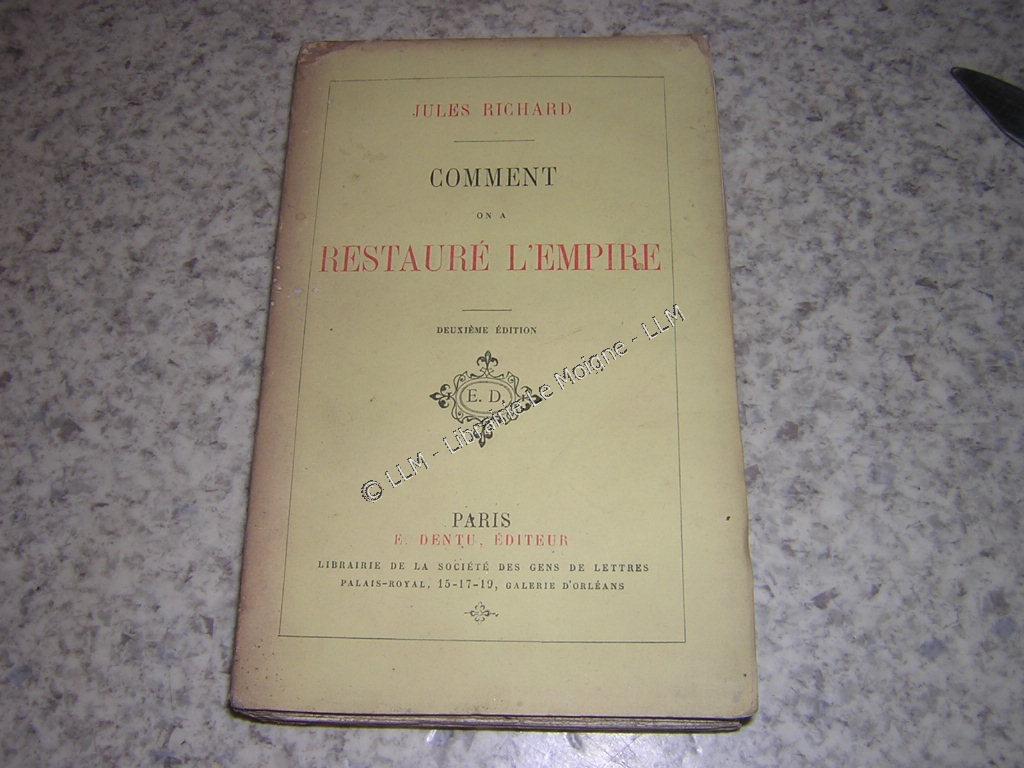 JULES RICHARD
COMMENT
ON A
RESTAURÉ L'EMPIRE
DEUXIÈME ÉDITION
E. D.
© LLM - Librairie Le Moigne - LLM
PARIS
E. DENTU, ÉDITEUR
LIBRAIRIE DE LA SOCIÉTÉ DES GENS DE LETTRES
PALAIS-ROYAL, 15-17-19, GALERIE D'ORLÉANS